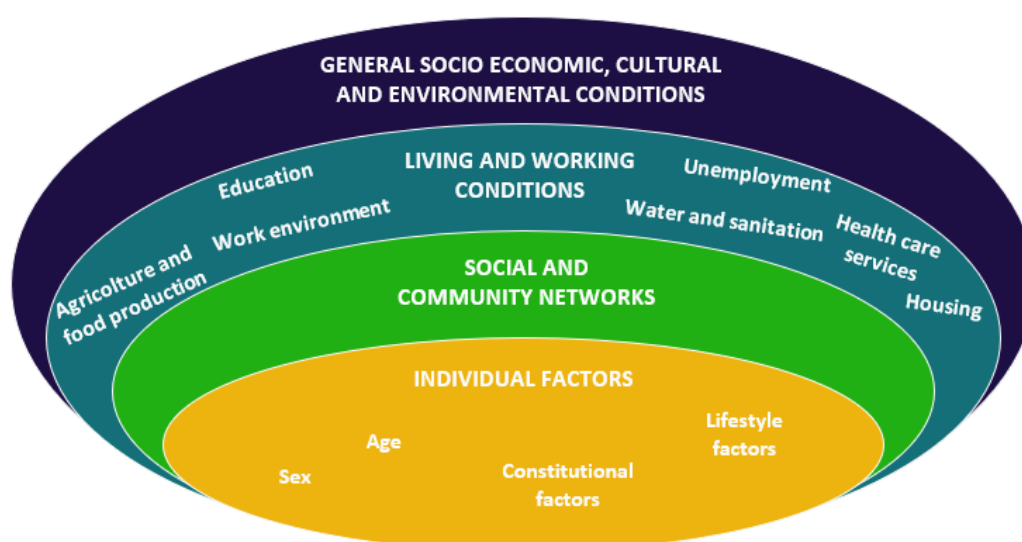 GENERAL SOCIO ECONOMIC, CULTURAL
AND ENVIRONMENTAL CONDITIONS
LIVING AND WORKING
CONDITIONS
Education
Work environment
Agricolture and
food production
Unemployment
Water and sanitation
Health care
services
Housing
SOCIAL AND
COMMUNITY NETWORKS
INDIVIDUAL FACTORS
Sex
Age
Constitutional
factors
Lifestyle
factors